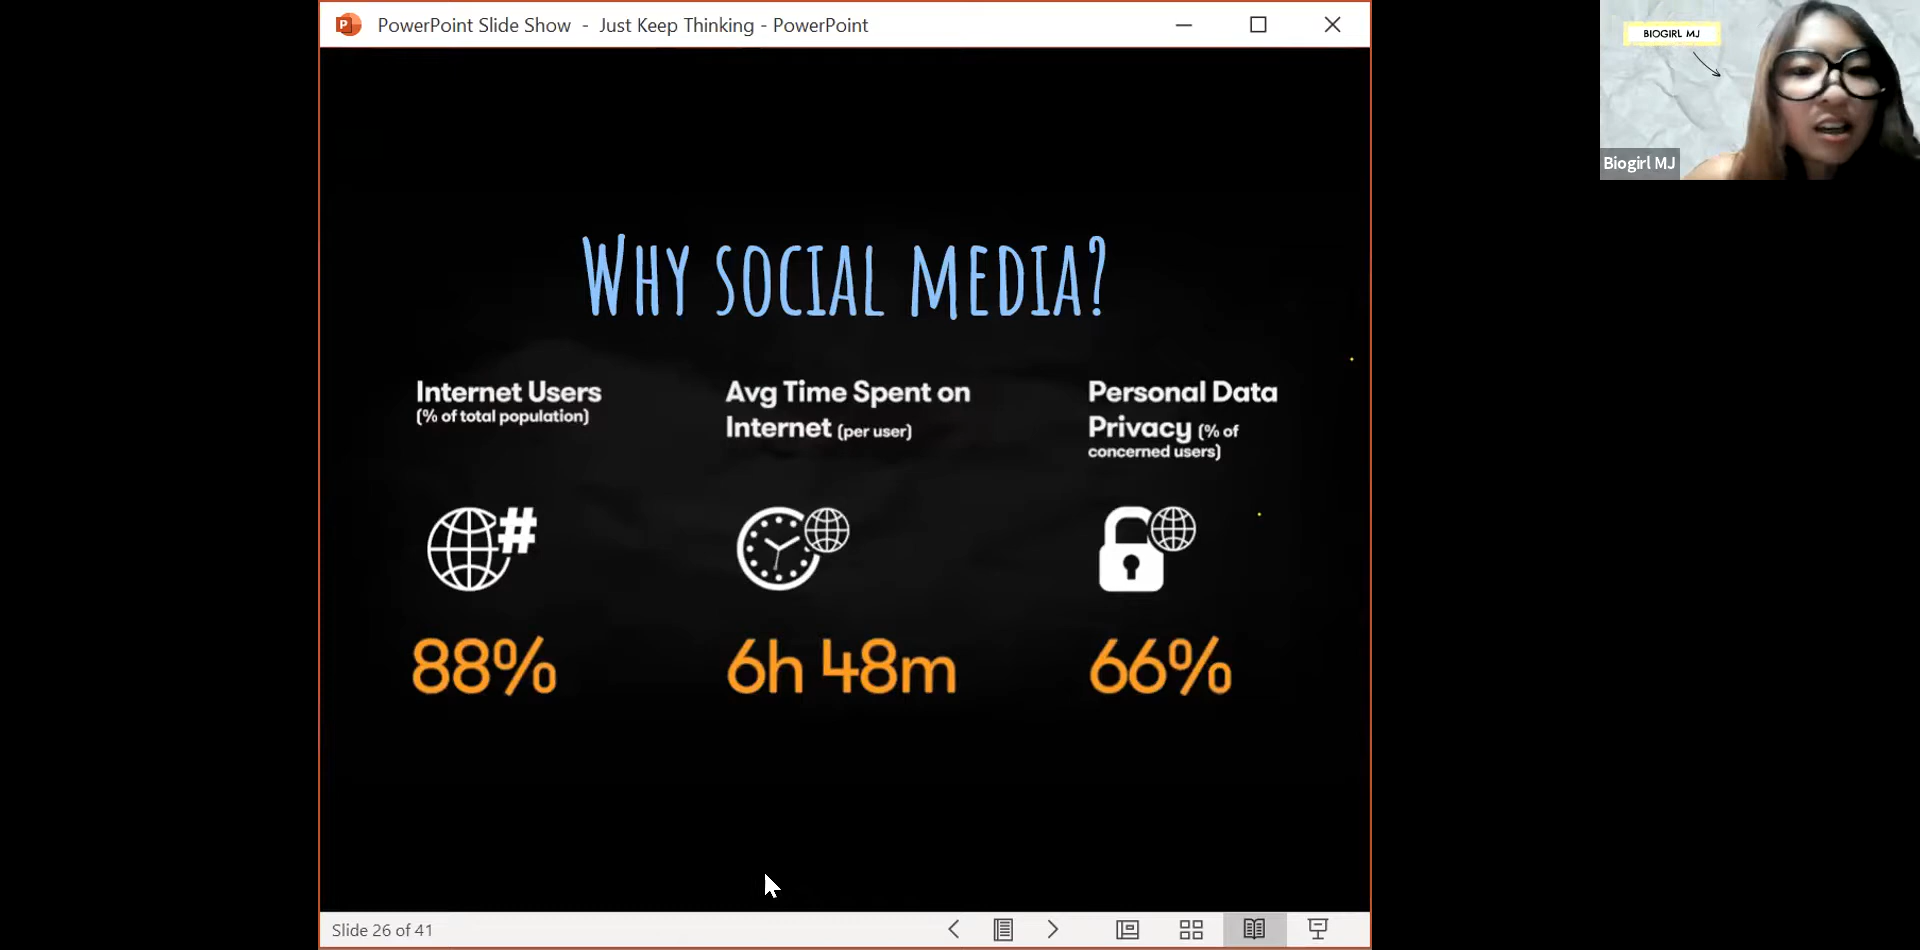 PowerPoint Slide Show - Just Keep Thinking - PowerPoint
BIOGIRL MJ
Biogirl MJ
WHY SOCIAL MEDIA?
Internet Users
(% of total population)
88%
Avg Time Spent on
Internet (per user)
6h 48m
Personal Data
Privacy (% of
concerned users)
66%
Slide 26 of 41